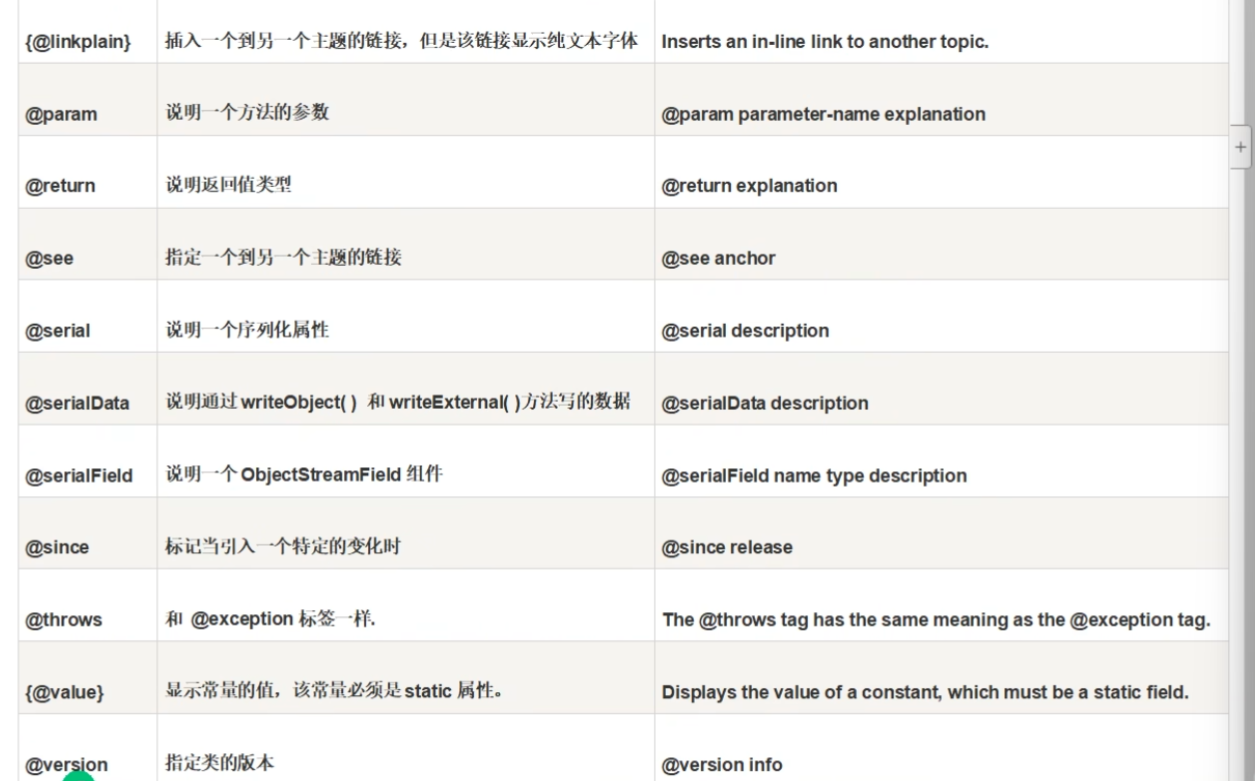 {@linkplain} 插入一个到另一个主题的链接，但是该链接显示纯文本字体 Inserts an in-line link to another topic.
@param 说明一个方法的参数 @param parameter-name explanation
@return 说明返回值类型 @return explanation
@see 指定一个到另一个主题的链接 @see anchor
@serial 说明一个序列化属性 @serial description
@serialData 说明通过 writeObject( ) 和 writeExternal( )方法写的数据 @serialData description
@serialField 说明一个 ObjectStreamField 组件 @serialField name type description
@since 标记当引入一个特定的变化时 @since release
@throws 和 @exception 标签一样. The @throws tag has the same meaning as the @exception tag.
{@value} 显示常量的值，该常量必须是 static 属性。 Displays the value of a constant, which must be a static field.
@version 指定类的版本 @version info